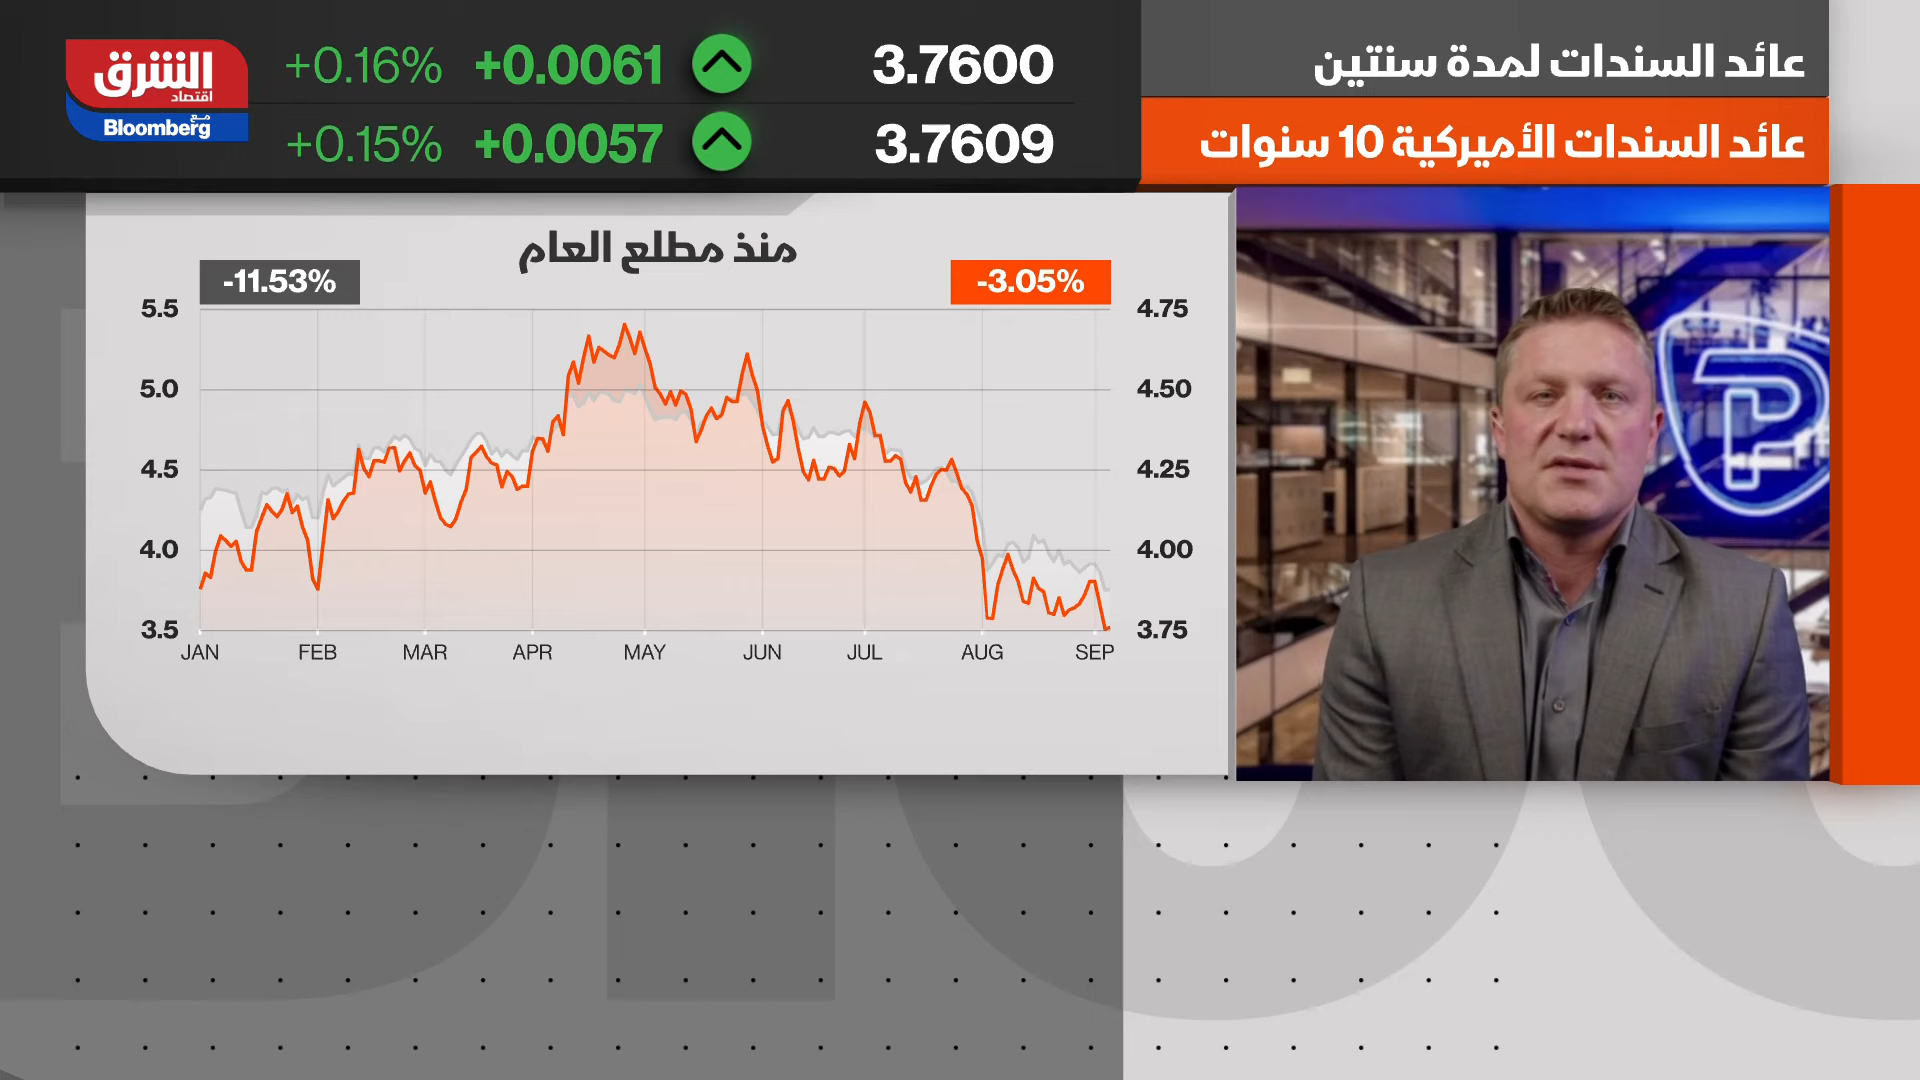 عائد السندات لمدة سنتين
3.7600 +0.0061 +0.16%
عائد السندات الأميركية 10 سنوات
3.7609 +0.0057 +0.15%
الشرق
اقتصاد
مع
Bloomberg
منذ مطلع العام
-11.53%
-3.05%
5.5
5.0
4.5
4.0
3.5
4.75
4.50
4.25
4.00
3.75
JAN FEB MAR APR MAY JUN JUL AUG SEP
P